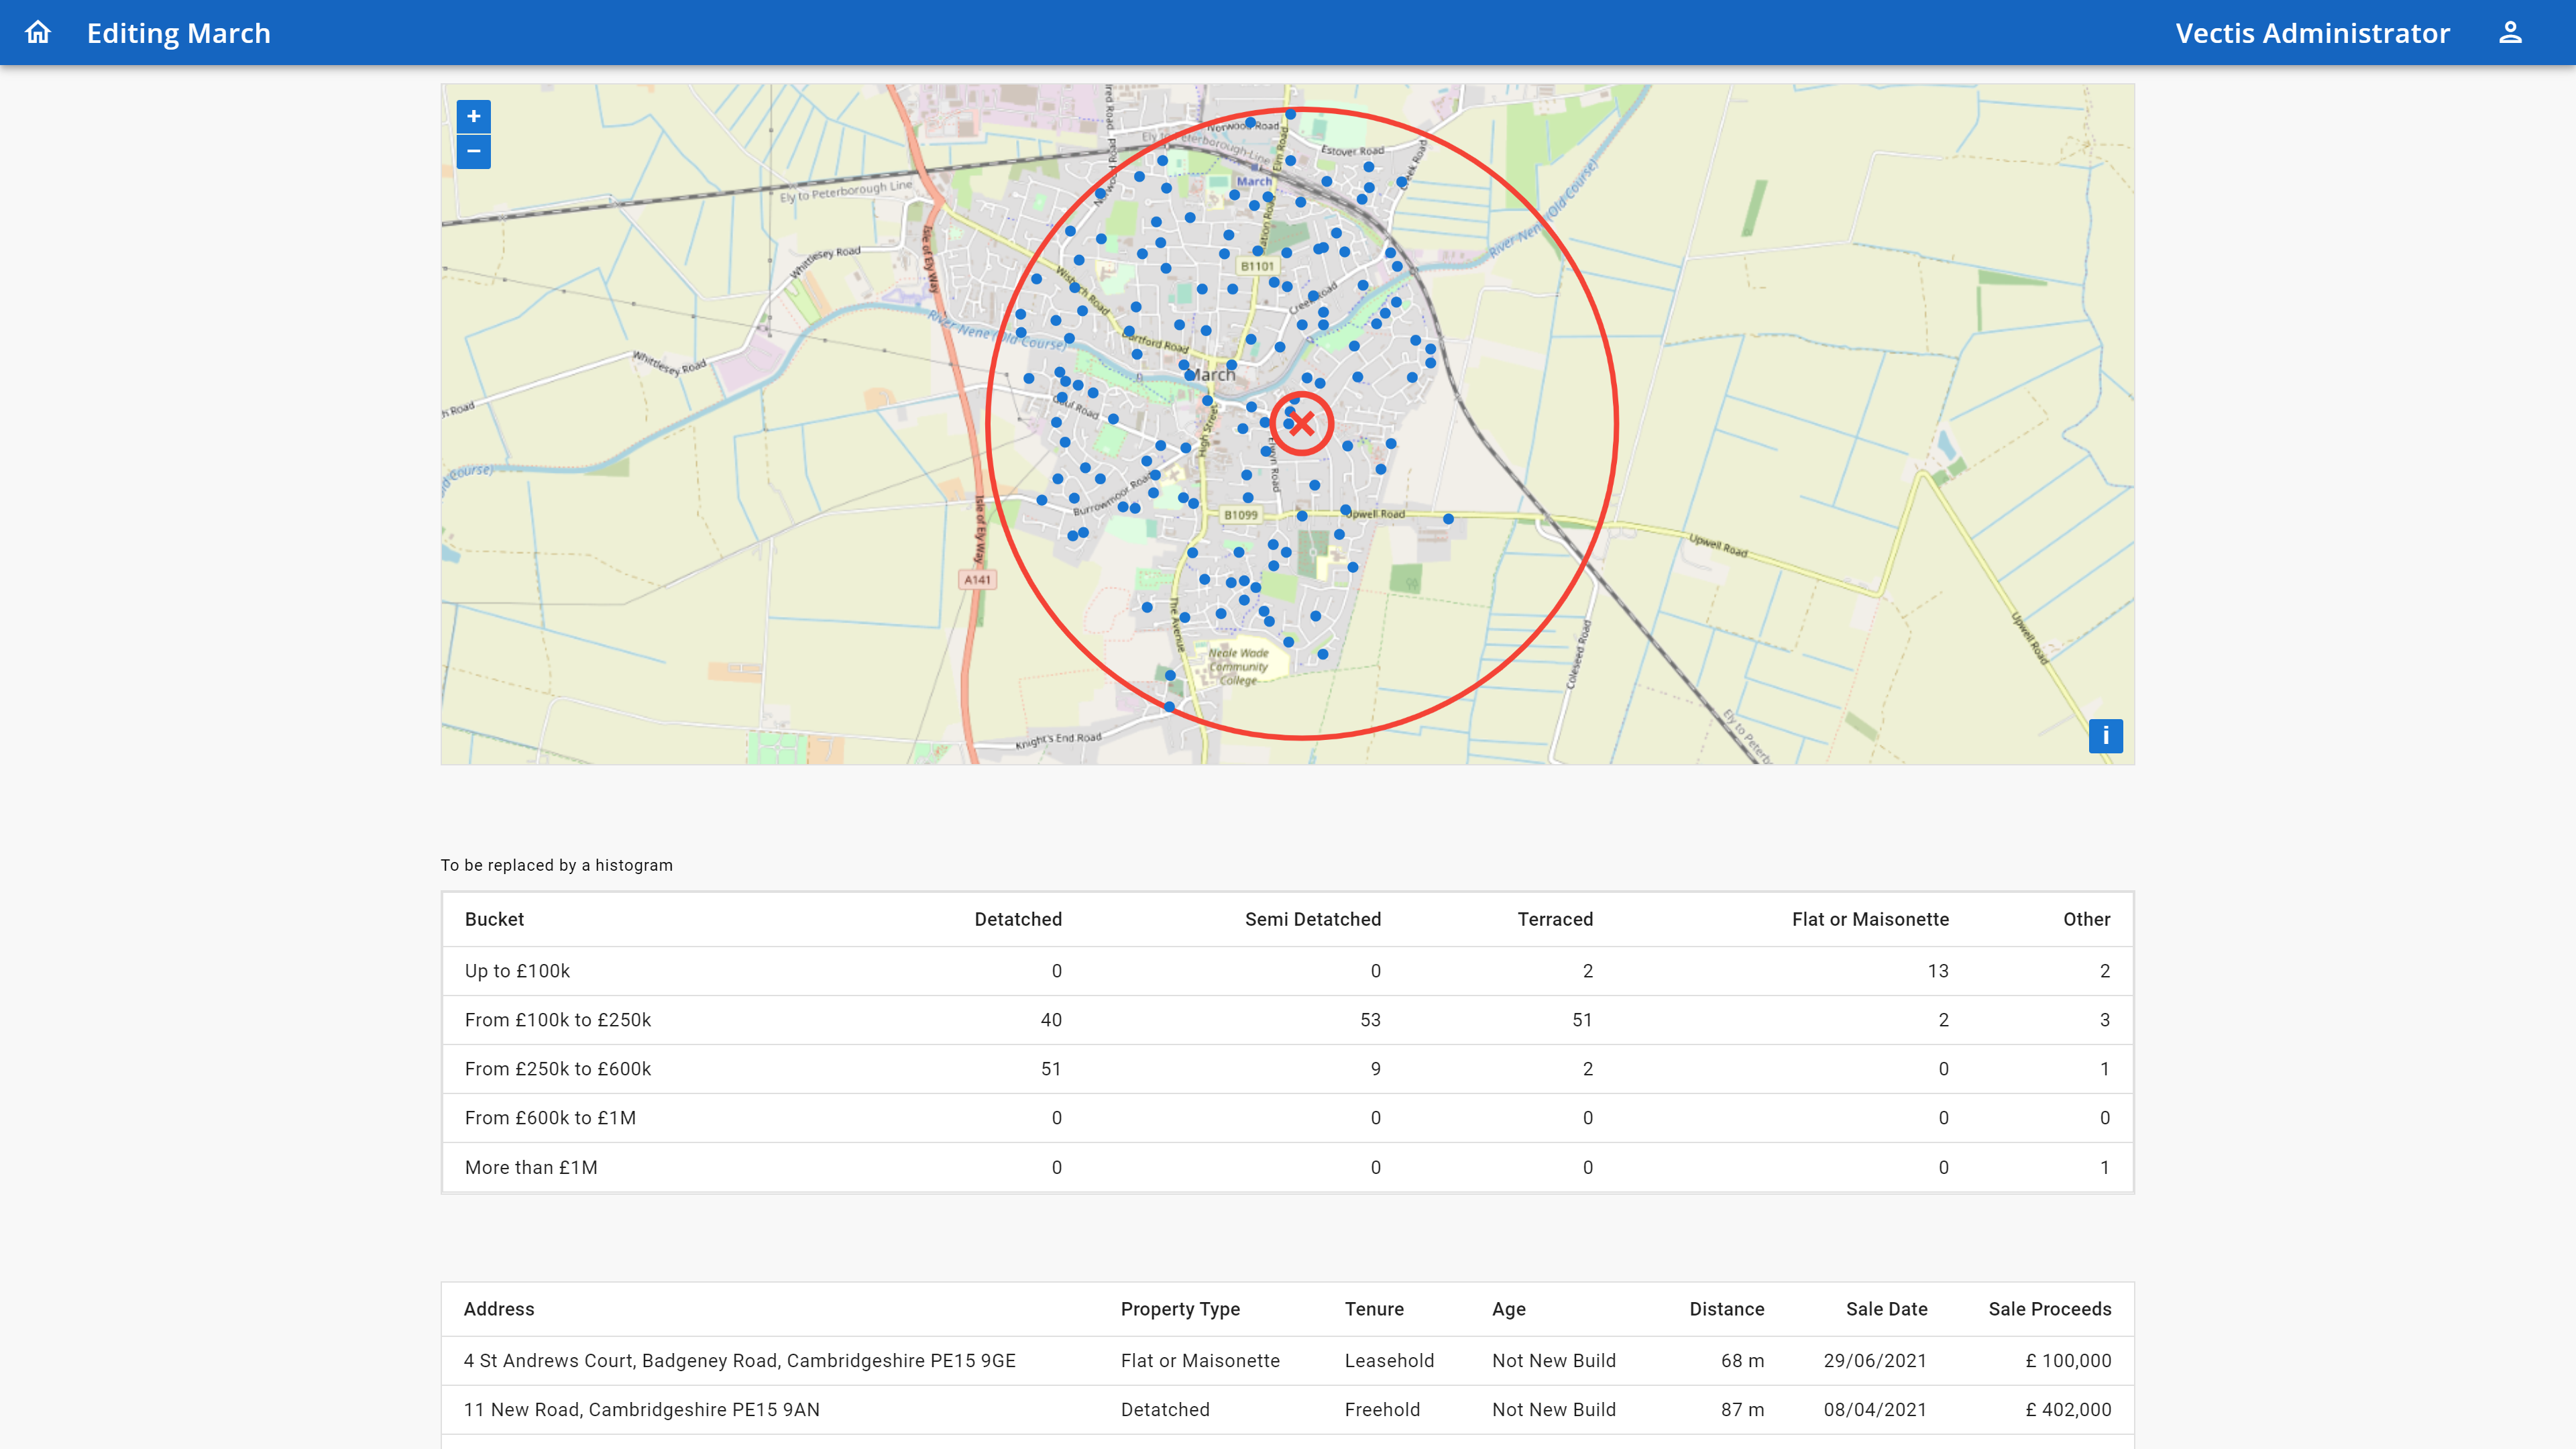 Editing March
Vectis Administrator
+
−
Norwood Road
Ely to Peterborough Line
Estover Road
Elm Road
Creek Road
March
Ely to Peterborough Line
River Nene (Old Course)
Isle of Ely Way
Whittlesey Road
B1101
Wisbech Road
Creek Road
River Nene (Old Course)
Dartford Road
Whittlesey Road
March
High Street
Burrowmoor Road
Isle of Ely Way
B1099
Upwell Road
Upwell Road
A141
The Avenue
Neale Wade
Community
College
Coleseed Road
Upwell Road
Knight's End Road
i
To be replaced by a histogram
Bucket Detatched Semi Detatched Terraced Flat or Maisonette Other
Up to £100k 0 0 2 13 2
From £100k to £250k 40 53 51 2 3
From £250k to £600k 51 9 2 0 1
From £600k to £1M 0 0 0 0 0
More than £1M 0 0 0 0 1
Address Property Type Tenure Age Distance Sale Date Sale Proceeds
4 St Andrews Court, Badgeney Road, Cambridgeshire PE15 9GE Flat or Maisonette Leasehold Not New Build 68 m 29/06/2021 £ 100,000
11 New Road, Cambridgeshire PE15 9AN Detatched Freehold Not New Build 87 m 08/04/2021 £ 402,000